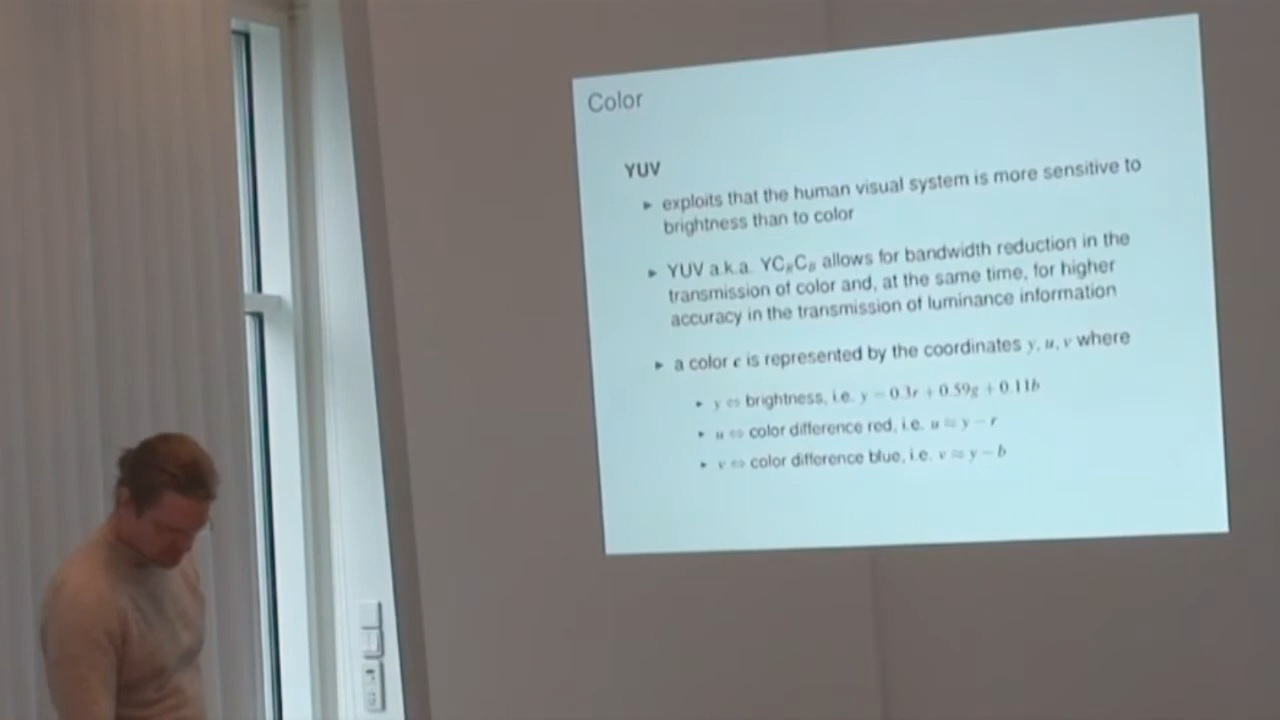 Color
YUV
▸ exploits that the human visual system is more sensitive to
brightness than to color
▸ YUV a.k.a. YC_RC_B allows for bandwidth reduction in the
transmission of color and, at the same time, for higher
accuracy in the transmission of luminance information
▸ a color c is represented by the coordinates y, u, v where
▸ y ⇔ brightness, i.e. y = 0.3r + 0.59g + 0.11b
▸ u ⇔ color difference red, i.e. u ≈ y − r
▸ v ⇔ color difference blue, i.e. v ≈ y − b